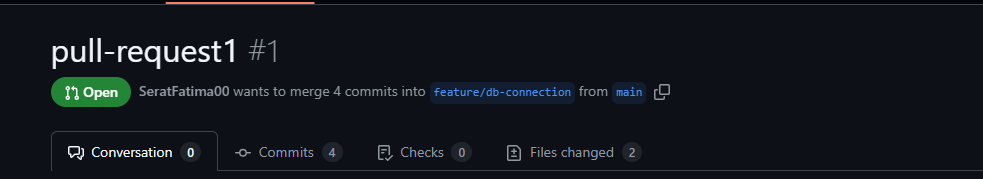 pull-request1 #1
Open SeratFatima00 wants to merge 4 commits into feature/db-connection from main
Conversation 0 Commits 4 Checks 0 Files changed 2